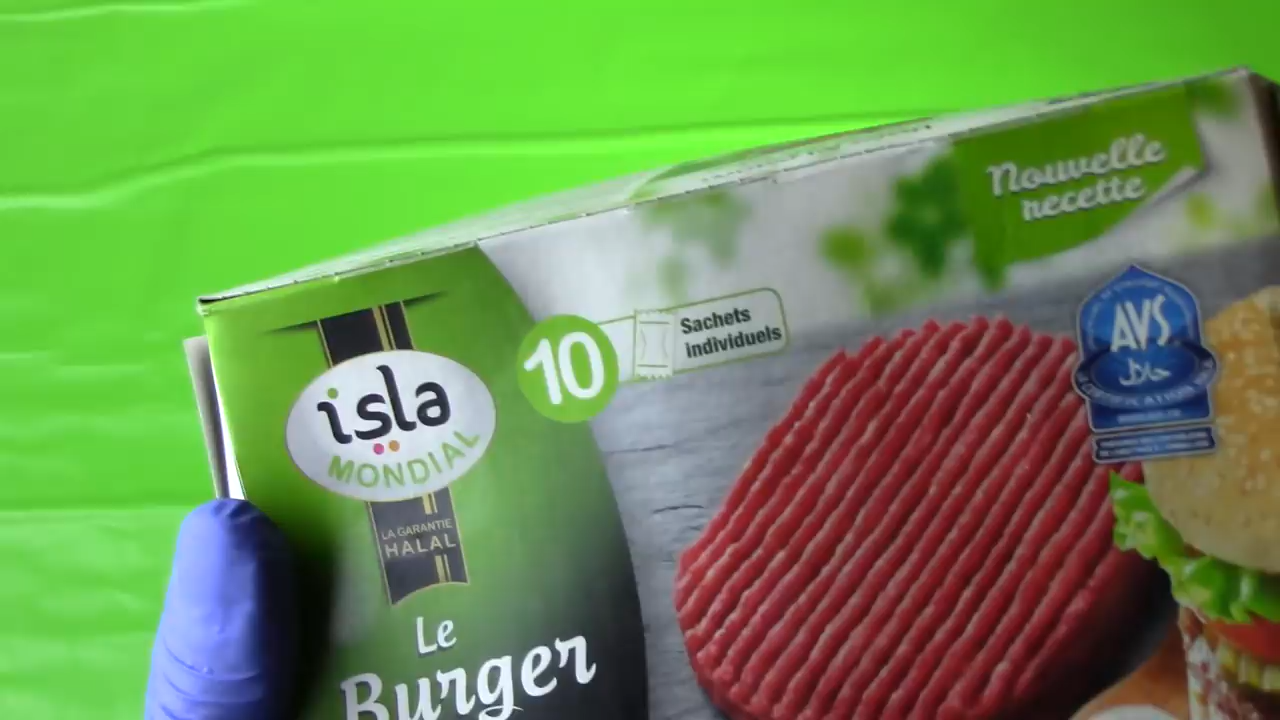 Nouvelle
recette
10
Sachets
individuels
AVS
حلال
isla
MONDIAL
LA GARANTIE
HALAL
Le
Burger